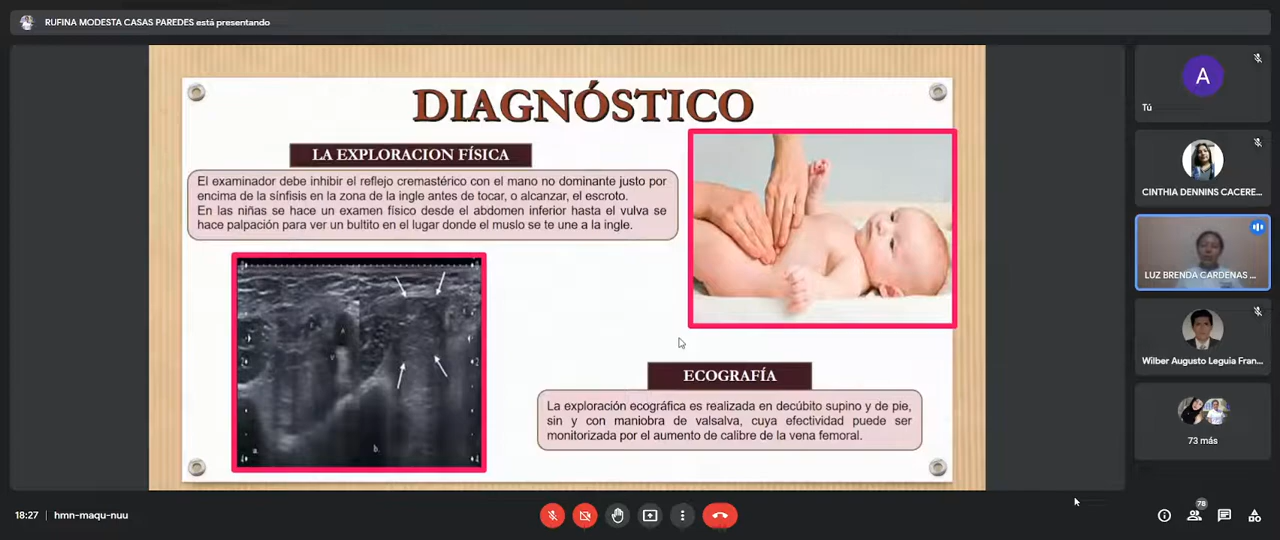 RUFINA MODESTA CASAS PAREDES está presentando
DIAGNÓSTICO
LA EXPLORACION FÍSICA
El examinador debe inhibir el reflejo cremastérico con el mano no dominante justo por
encima de la sínfisis en la zona de la ingle antes de tocar, o alcanzar, el escroto.
En las niñas se hace un examen físico desde el abdomen inferior hasta el vulva se
hace palpación para ver un bultito en el lugar donde el muslo se te une a la ingle.
a.
b.
ECOGRAFÍA
La exploración ecográfica es realizada en decúbito supino y de pie,
sin y con maniobra de valsalva, cuya efectividad puede ser
monitorizada por el aumento de calibre de la vena femoral.
A
Tú
CINTHIA DENNINS CACERE...
LUZ BRENDA CARDENAS ...
Wilber Augusto Leguia Fran...
73 más
18:27 | hmn-maqu-nuu
78